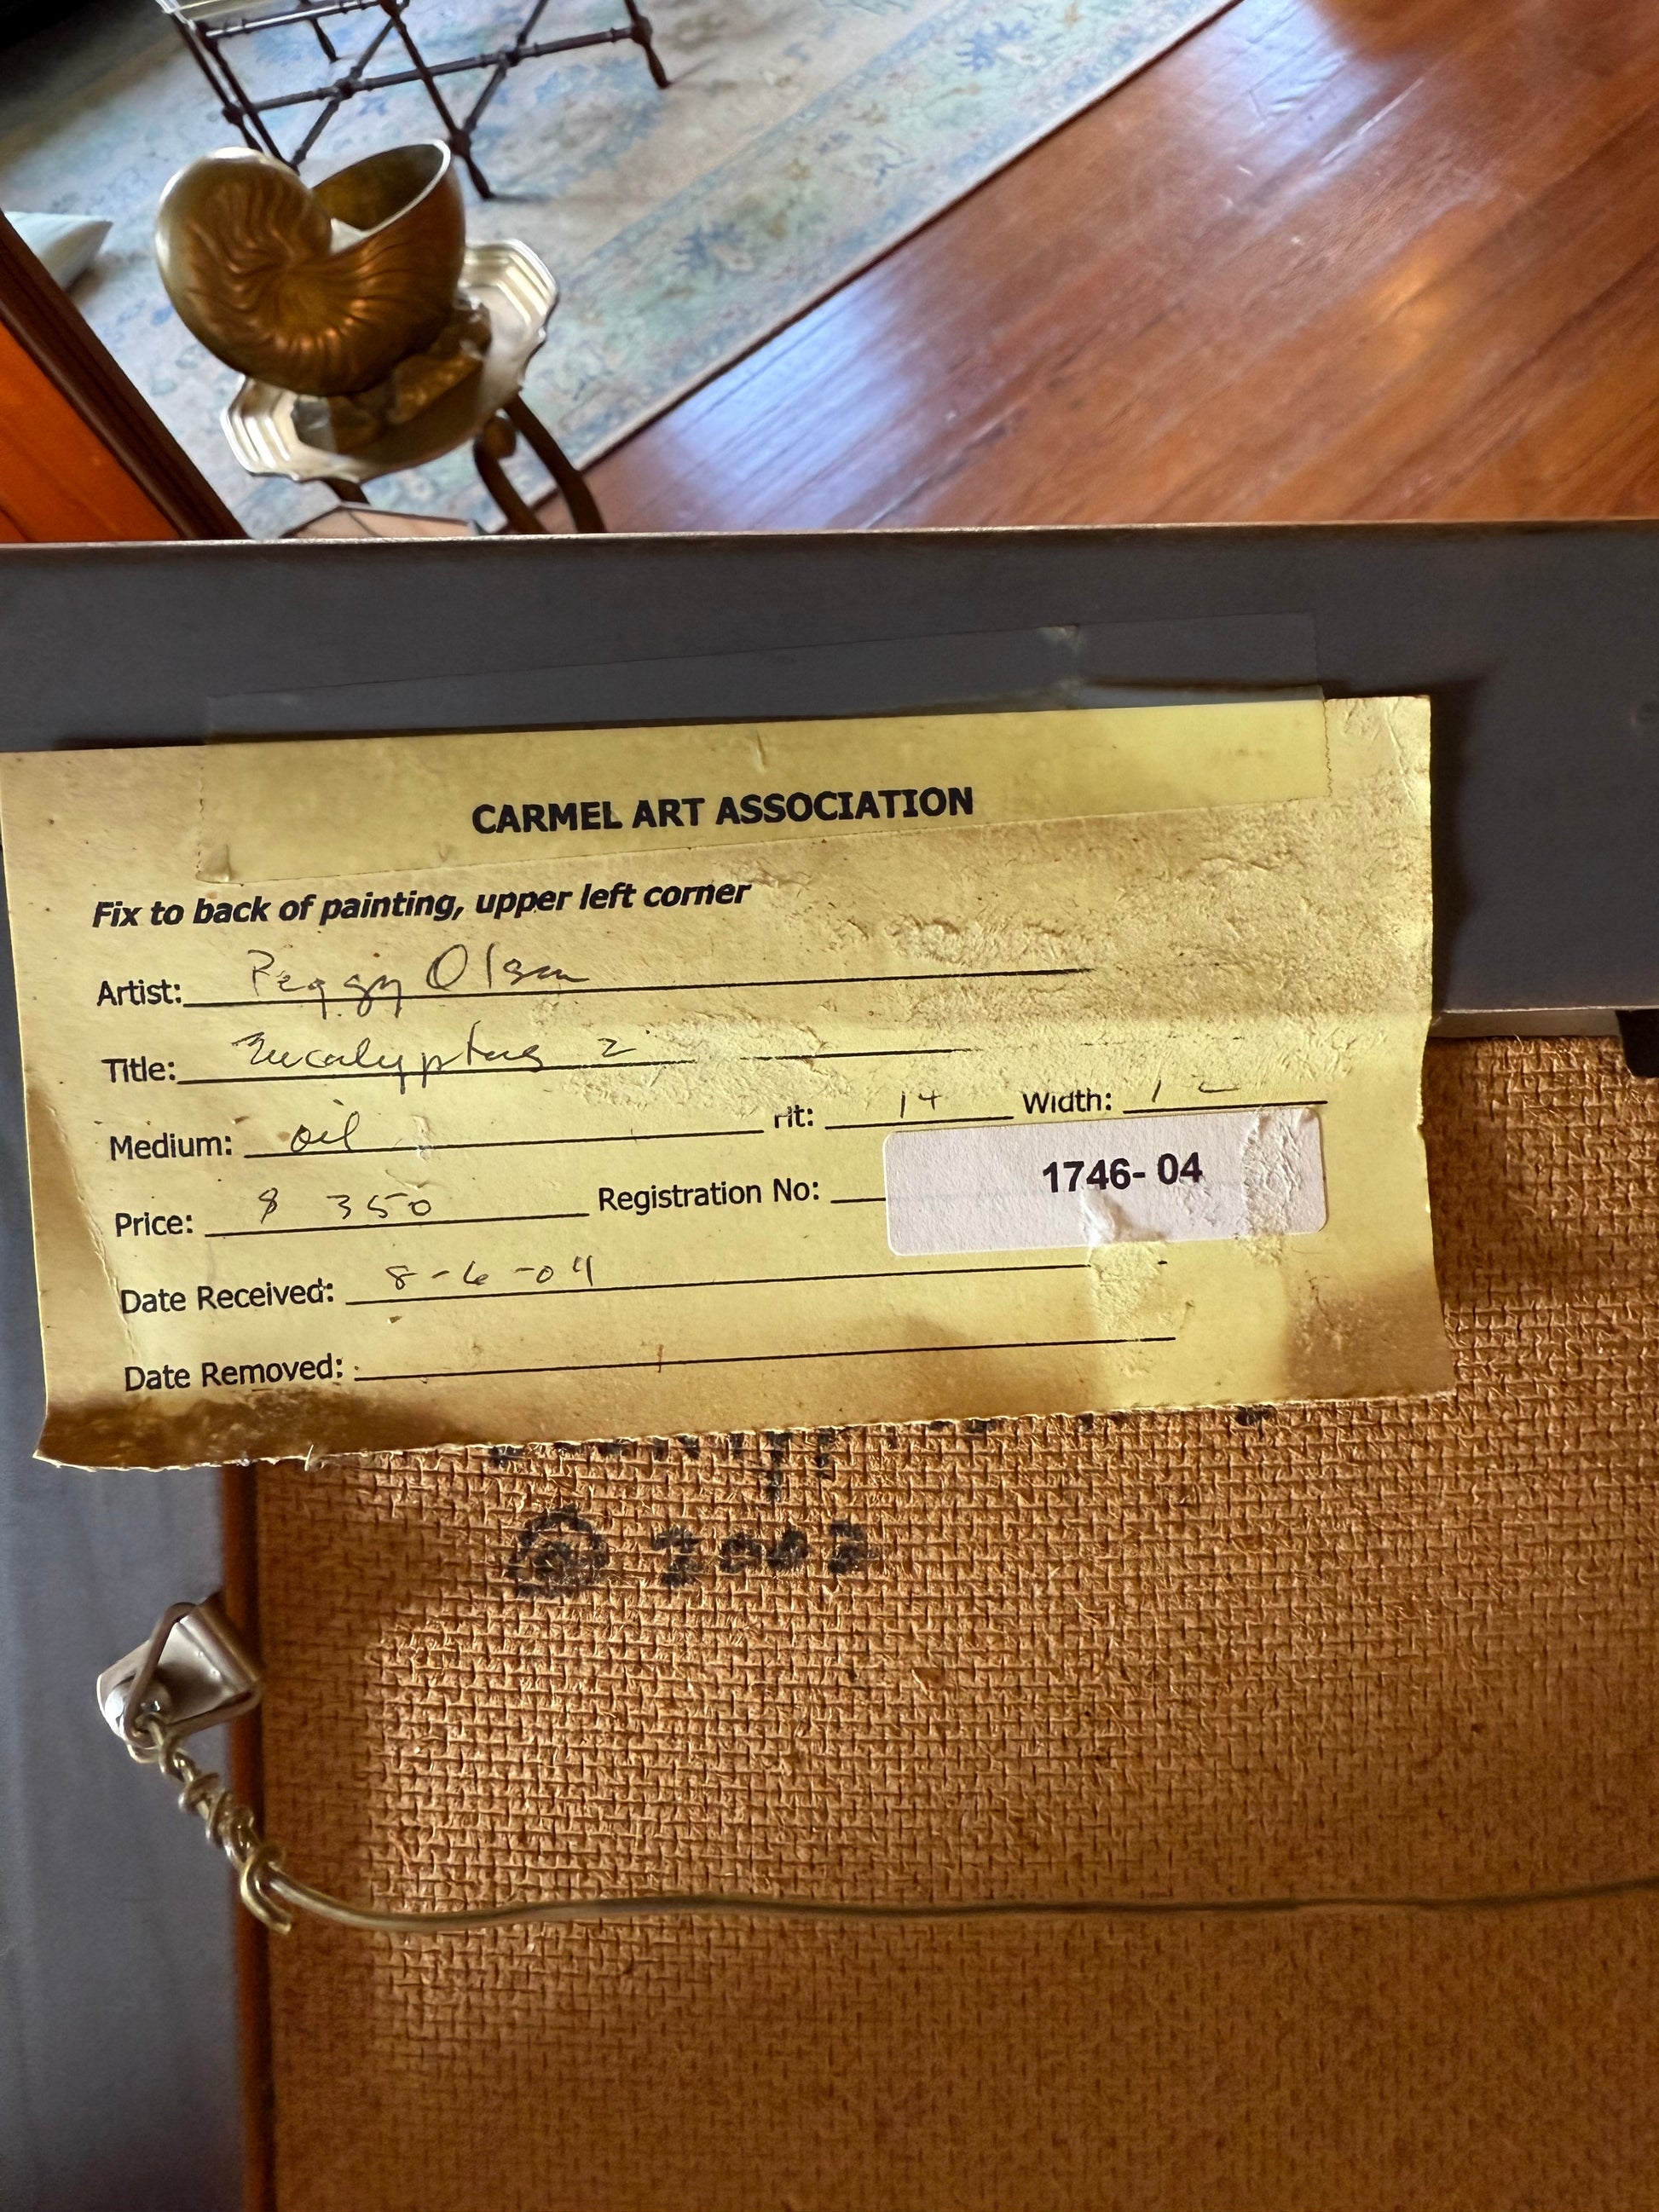 CARMEL ART ASSOCIATION
Fix to back of painting, upper left corner
Artist: Peggy Olsen
Title: Eucalyptus 2
Medium: oil Ht: 14 Width:
Price: $ 350 Registration No: 1746- 04
Date Received: 8-6-04
Date Removed:
© 2003